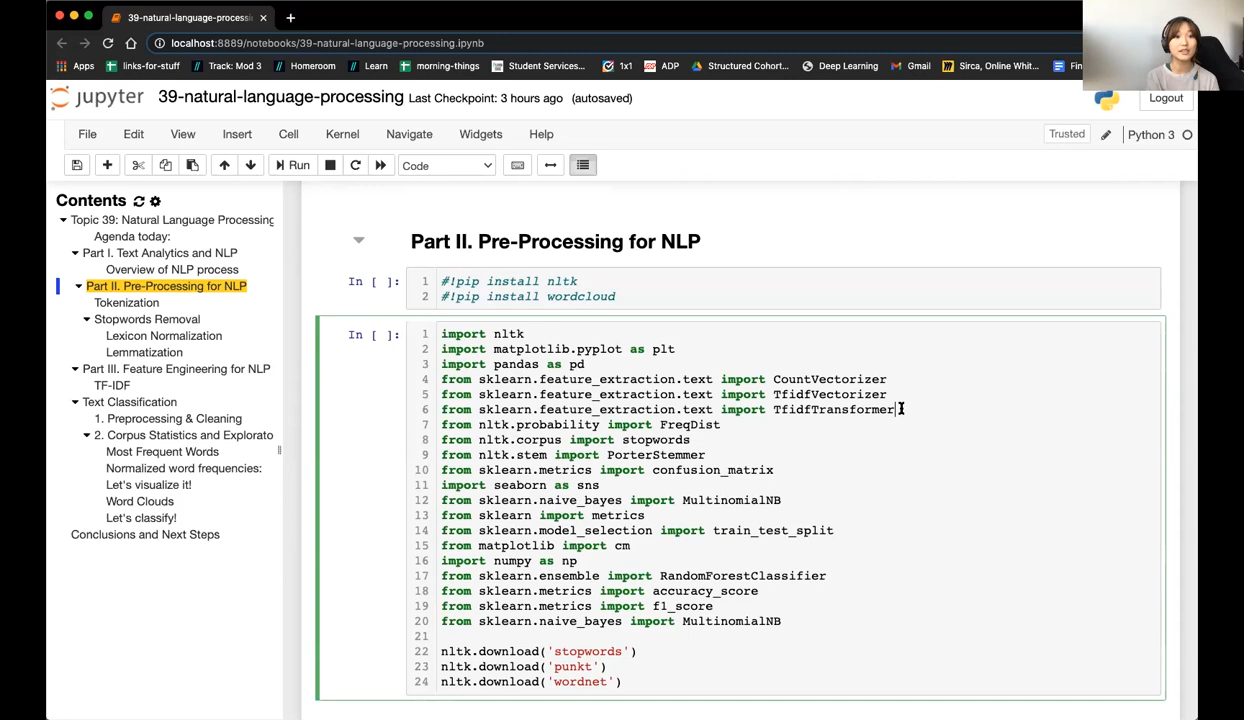 39-natural-language-processi
localhost:8889/notebooks/39-natural-language-processing.ipynb
Apps links-for-stuff Track: Mod 3 Homeroom Learn morning-things Student Services... 1x1 ADP Structured Cohort... Deep Learning Gmail Sirca, Online Whit... Fin
jupyter 39-natural-language-processing Last Checkpoint: 3 hours ago (autosaved) Logout
File Edit View Insert Cell Kernel Navigate Widgets Help Trusted Python 3
Run Code
Contents
Topic 39: Natural Language Processing
Agenda today:
Part I. Text Analytics and NLP
Overview of NLP process
Part II. Pre-Processing for NLP
Tokenization
Stopwords Removal
Lexicon Normalization
Lemmatization
Part III. Feature Engineering for NLP
TF-IDF
Text Classification
1. Preprocessing & Cleaning
2. Corpus Statistics and Explorato
Most Frequent Words
Normalized word frequencies:
Let's visualize it!
Word Clouds
Let's classify!
Conclusions and Next Steps
Part II. Pre-Processing for NLP
In [ ]: 1 #!pip install nltk
2 #!pip install wordcloud
In [ ]: 1 import nltk
2 import matplotlib.pyplot as plt
3 import pandas as pd
4 from sklearn.feature_extraction.text import CountVectorizer
5 from sklearn.feature_extraction.text import TfidfVectorizer
6 from sklearn.feature_extraction.text import TfidfTransformer
7 from nltk.probability import FreqDist
8 from nltk.corpus import stopwords
9 from nltk.stem import PorterStemmer
10 from sklearn.metrics import confusion_matrix
11 import seaborn as sns
12 from sklearn.naive_bayes import MultinomialNB
13 from sklearn import metrics
14 from sklearn.model_selection import train_test_split
15 from matplotlib import cm
16 import numpy as np
17 from sklearn.ensemble import RandomForestClassifier
18 from sklearn.metrics import accuracy_score
19 from sklearn.metrics import f1_score
20 from sklearn.naive_bayes import MultinomialNB
21
22 nltk.download('stopwords')
23 nltk.download('punkt')
24 nltk.download('wordnet')